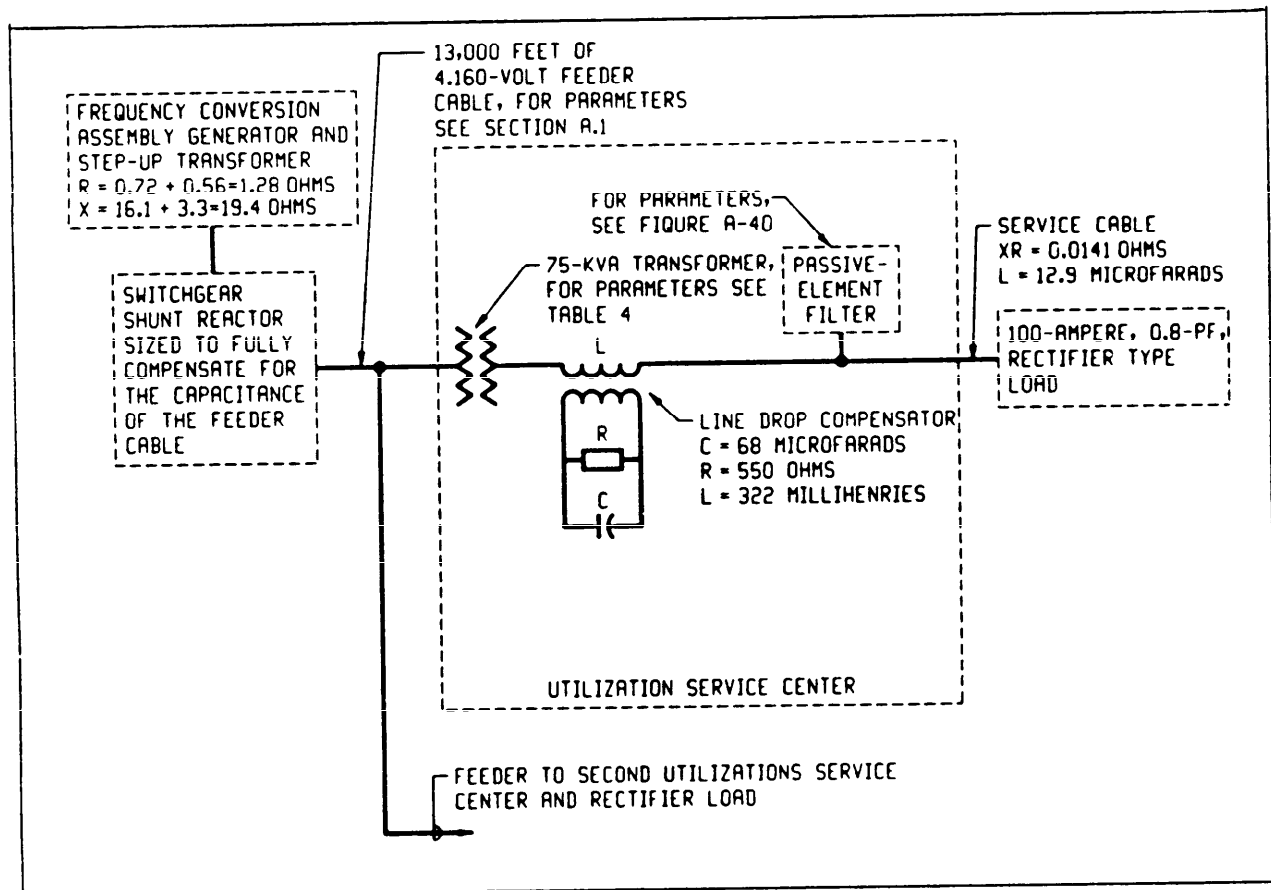 13,000 FEET OF
4.160-VOLT FEEDER
CABLE, FOR PARAMETERS
SEE SECTION A.1
FREQUENCY CONVERSION
ASSEMBLY GENERATOR AND
STEP-UP TRANSFORMER
R = 0.72 + 0.56=1.28 OHMS
X = 16.1 + 3.3=19.4 OHMS
FOR PARAMETERS,
SEE FIQURE A-40
SERVICE CABLE
XR = 0.0141 OHMS
L = 12.9 MICROFARADS
75-KVA TRANSFORMER,
FOR PARAMETERS SEE
TABLE 4
PASSIVE-
ELEMENT
FILTER
SWITCHGEAR
SHUNT REACTOR
SIZED TO FULLY
COMPENSATE FOR
THE CAPACITANCE
OF THE FEEDER
CABLE
100-AMPERE, 0.8-PF,
RECTIFIER TYPE
LOAD
L
LINE DROP COMPENSATOR
C = 68 MICROFARADS
R = 550 OHMS
L = 322 MILLIHENRIES
R
C
UTILIZATION SERVICE CENTER
FEEDER TO SECOND UTILIZATIONS SERVICE
CENTER AND RECTIFIER LOAD